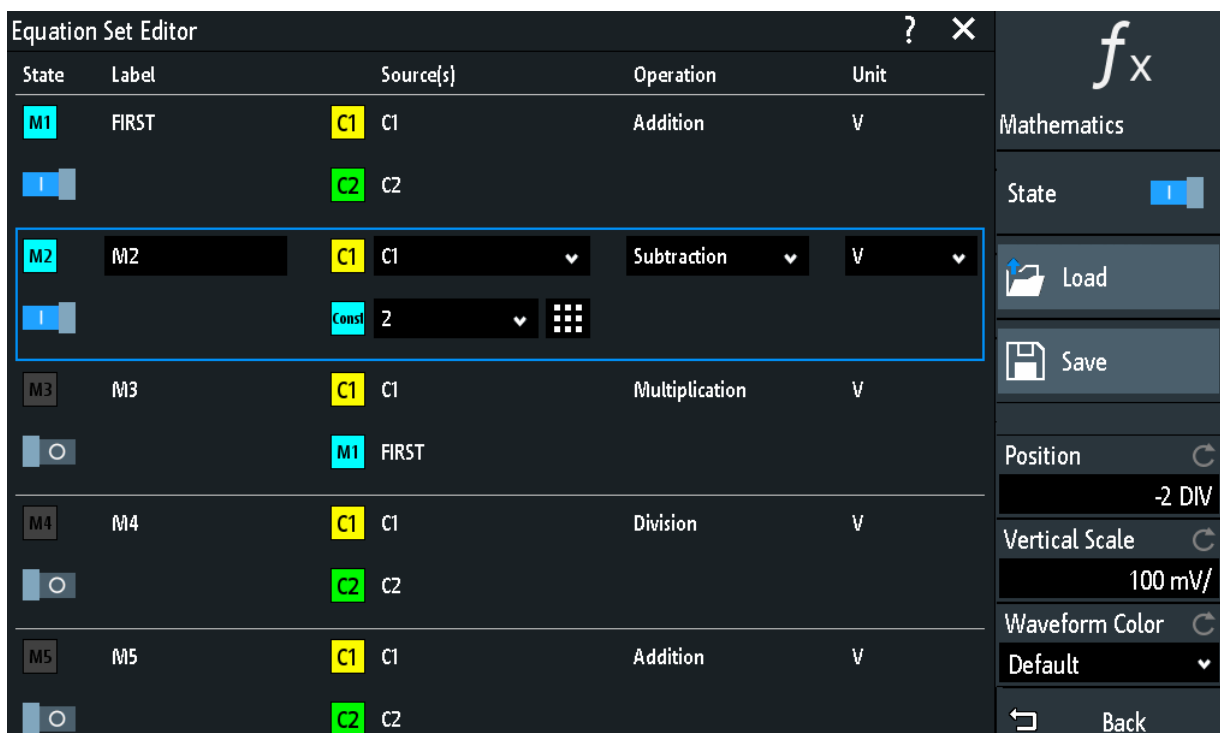 Equation Set Editor ? X
State Label Source(s) Operation Unit
M1 FIRST C1 C1 Addition V
C2 C2
M2 M2 C1 C1 Subtraction V
Const 2
M3 M3 C1 C1 Multiplication V
M1 FIRST
M4 M4 C1 C1 Division V
C2 C2
M5 M5 C1 C1 Addition V
C2 C2
fx
Mathematics
State
Load
Save
Position
-2 DIV
Vertical Scale
100 mV/
Waveform Color
Default
Back